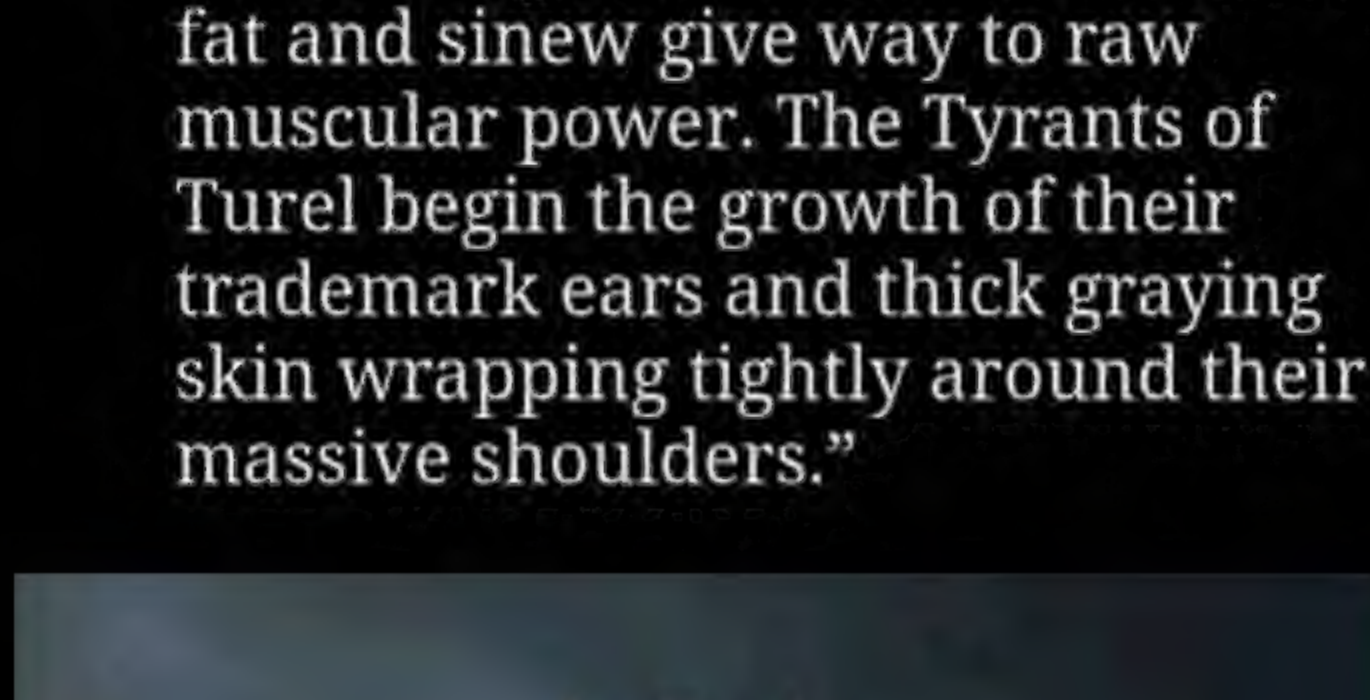 fat and sinew give way to raw
muscular power. The Tyrants of
Turel begin the growth of their
trademark ears and thick graying
skin wrapping tightly around their
massive shoulders.”